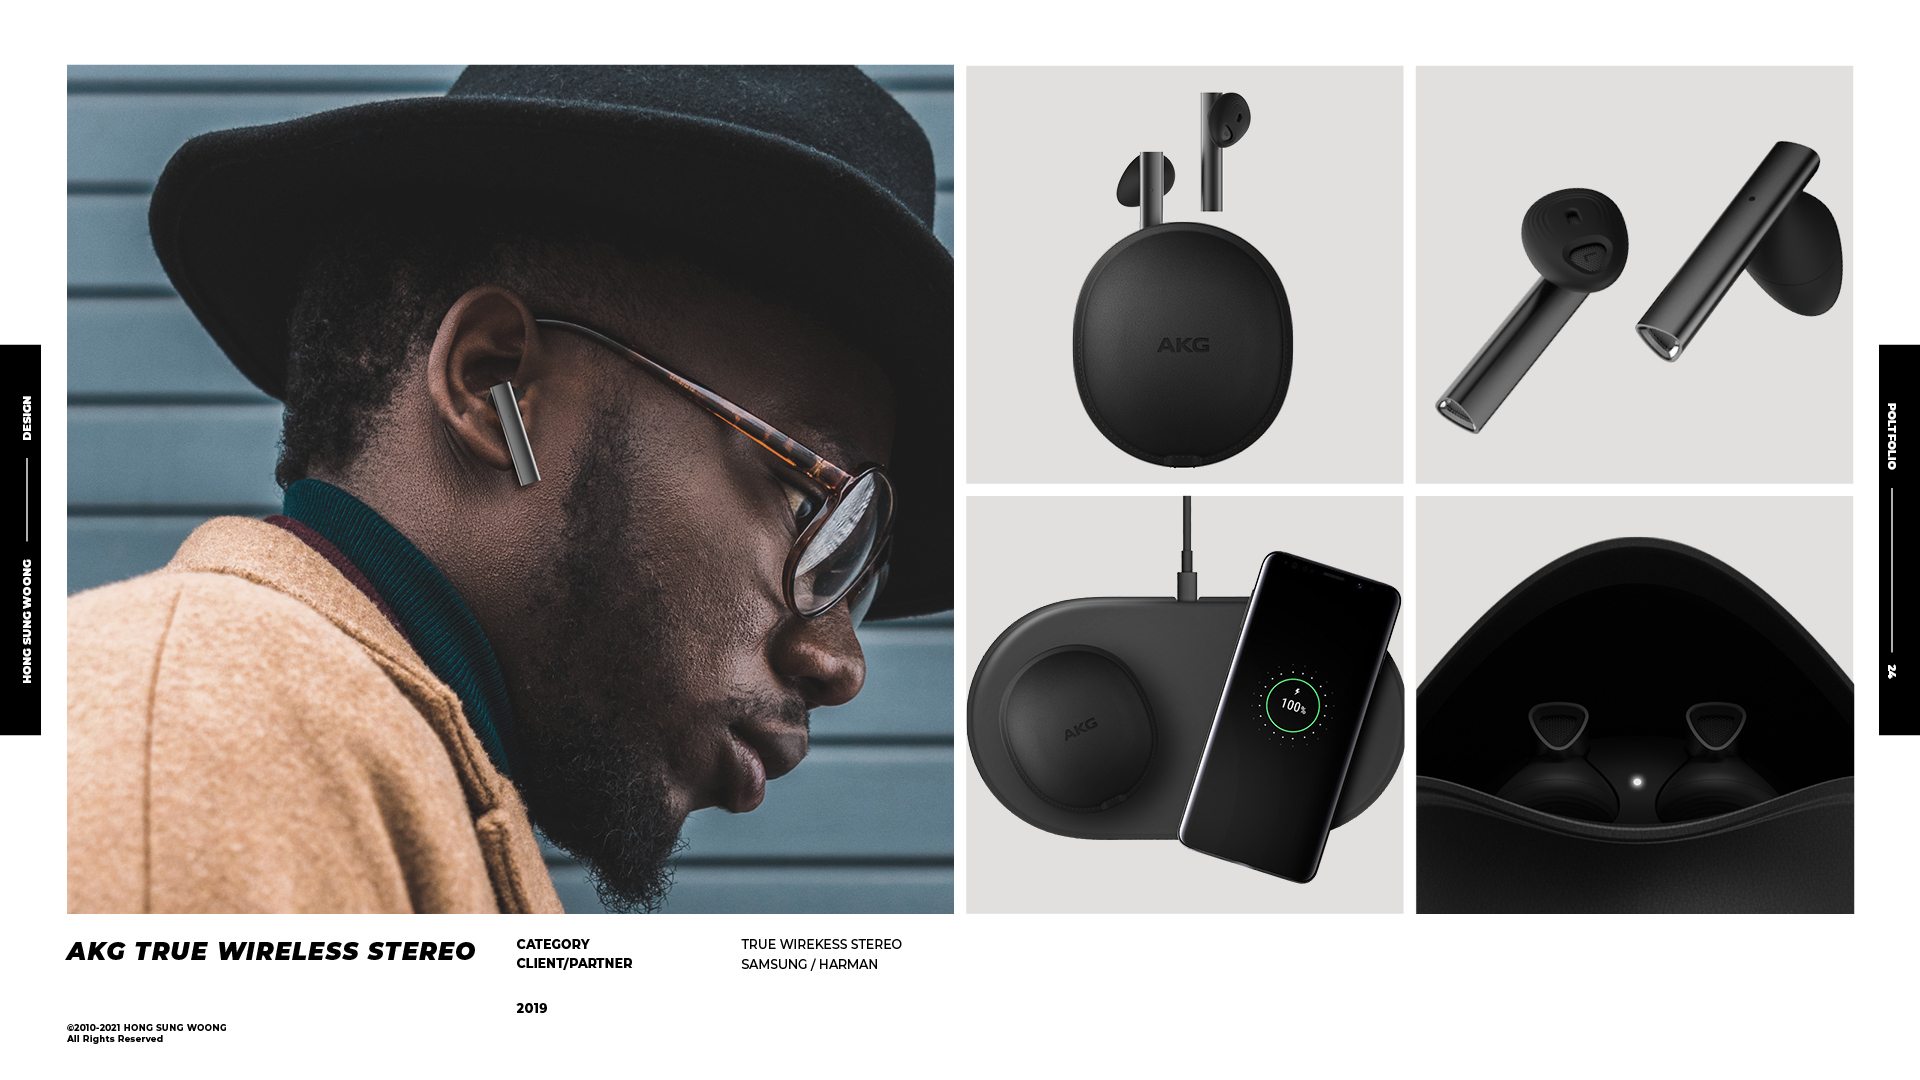 DESIGN
HONG SUNG WOONG
AKG
AKG
100%
POLTFOLIO
24
AKG TRUE WIRELESS STEREO
CATEGORY
TRUE WIREKESS STEREO
CLIENT/PARTNER
SAMSUNG / HARMAN
2019
©2010-2021 HONG SUNG WOONG
All Rights Reserved